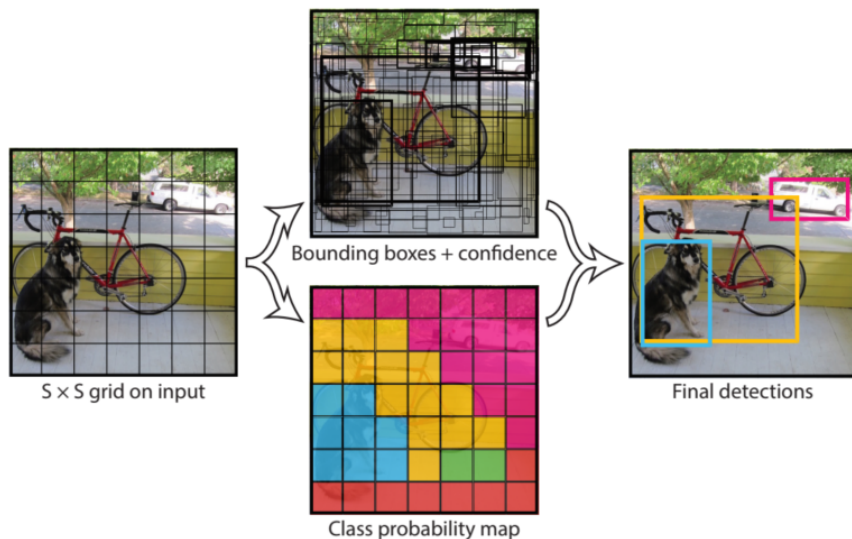 S × S grid on input
Bounding boxes + confidence
Class probability map
Final detections